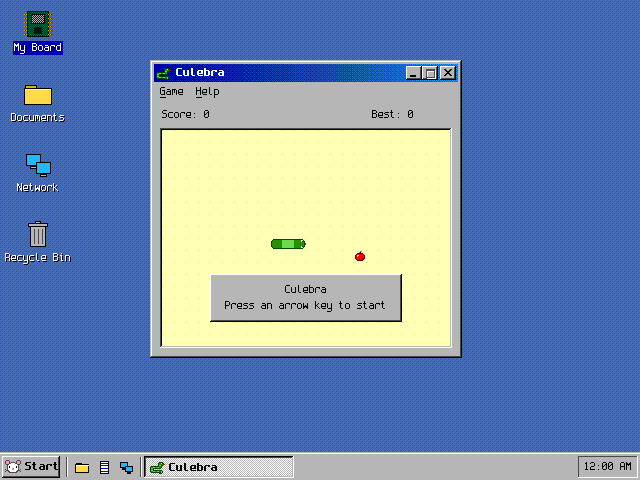 My Board
Documents
Network
Recycle Bin
Culebra
Game Help
Score: 0 Best: 0
Culebra
Press an arrow key to start
Start Culebra 12:00 AM